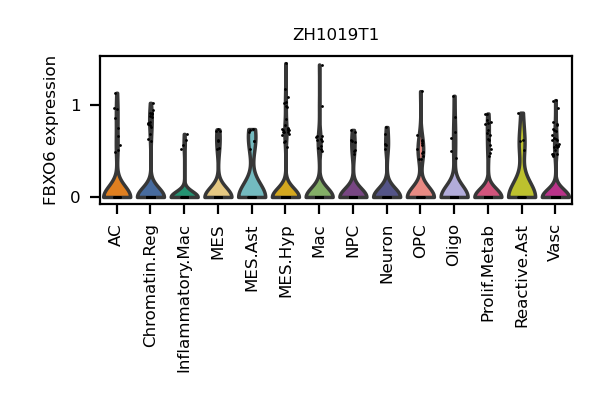 ZH1019T1
FBXO6 expression
1
0
AC
Chromatin.Reg
Inflammatory.Mac
MES
MES.Ast
MES.Hyp
Mac
NPC
Neuron
OPC
Oligo
Prolif.Metab
Reactive.Ast
Vasc